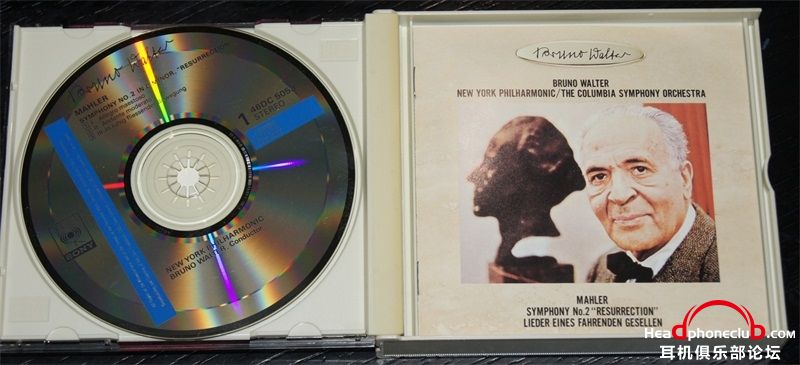 Bruno Walter
MAHLER
SYMPHONY No.2 IN C MINOR, "RESURRECTION"
1
46DC
STEREO
SONY
NEW YORK PHILHARMONIC
BRUNO WALTER, Conductor
Bruno Walter
BRUNO WALTER
NEW YORK PHILHARMONIC/THE COLUMBIA SYMPHONY ORCHESTRA
MAHLER
SYMPHONY No.2 "RESURRECTION"
LIEDER EINES FAHRENDEN GESELLEN
Headphoneclub.com
耳机俱乐部论坛